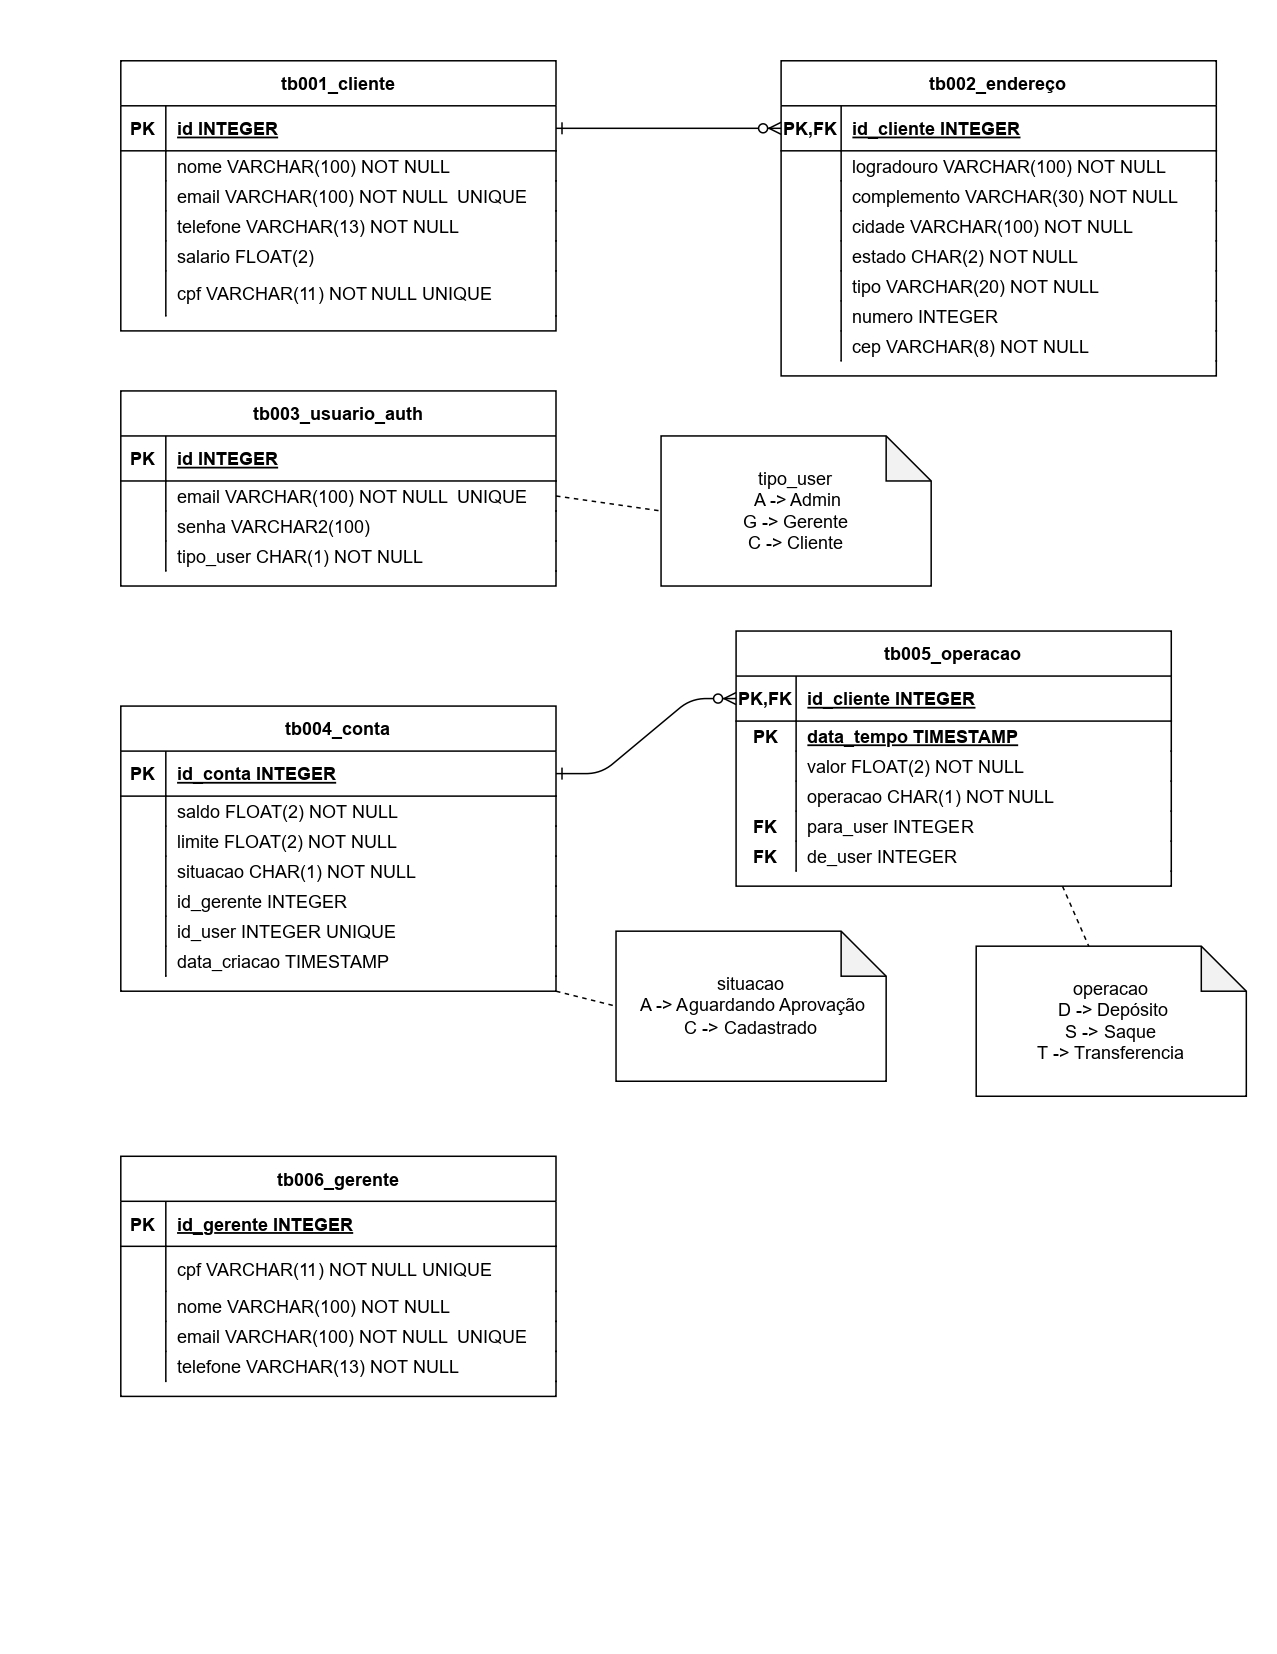 tb001_cliente
PK id INTEGER
nome VARCHAR(100) NOT NULL
email VARCHAR(100) NOT NULL  UNIQUE
telefone VARCHAR(13) NOT NULL
salario FLOAT(2)
cpf VARCHAR(11) NOT NULL UNIQUE
tb002_endereço
PK,FK id_cliente INTEGER
logradouro VARCHAR(100) NOT NULL
complemento VARCHAR(30) NOT NULL
cidade VARCHAR(100) NOT NULL
estado CHAR(2) NOT NULL
tipo VARCHAR(20) NOT NULL
numero INTEGER
cep VARCHAR(8) NOT NULL
tb003_usuario_auth
PK id INTEGER
email VARCHAR(100) NOT NULL  UNIQUE
senha VARCHAR2(100)
tipo_user CHAR(1) NOT NULL
tipo_user
A -> Admin
G -> Gerente
C -> Cliente
tb004_conta
PK id_conta INTEGER
saldo FLOAT(2) NOT NULL
limite FLOAT(2) NOT NULL
situacao CHAR(1) NOT NULL
id_gerente INTEGER
id_user INTEGER UNIQUE
data_criacao TIMESTAMP
tb005_operacao
PK,FK id_cliente INTEGER
PK data_tempo TIMESTAMP
valor FLOAT(2) NOT NULL
operacao CHAR(1) NOT NULL
FK para_user INTEGER
FK de_user INTEGER
situacao
A -> Aguardando Aprovação
C -> Cadastrado
operacao
D -> Depósito
S -> Saque
T -> Transferencia
tb006_gerente
PK id_gerente INTEGER
cpf VARCHAR(11) NOT NULL UNIQUE
nome VARCHAR(100) NOT NULL
email VARCHAR(100) NOT NULL  UNIQUE
telefone VARCHAR(13) NOT NULL